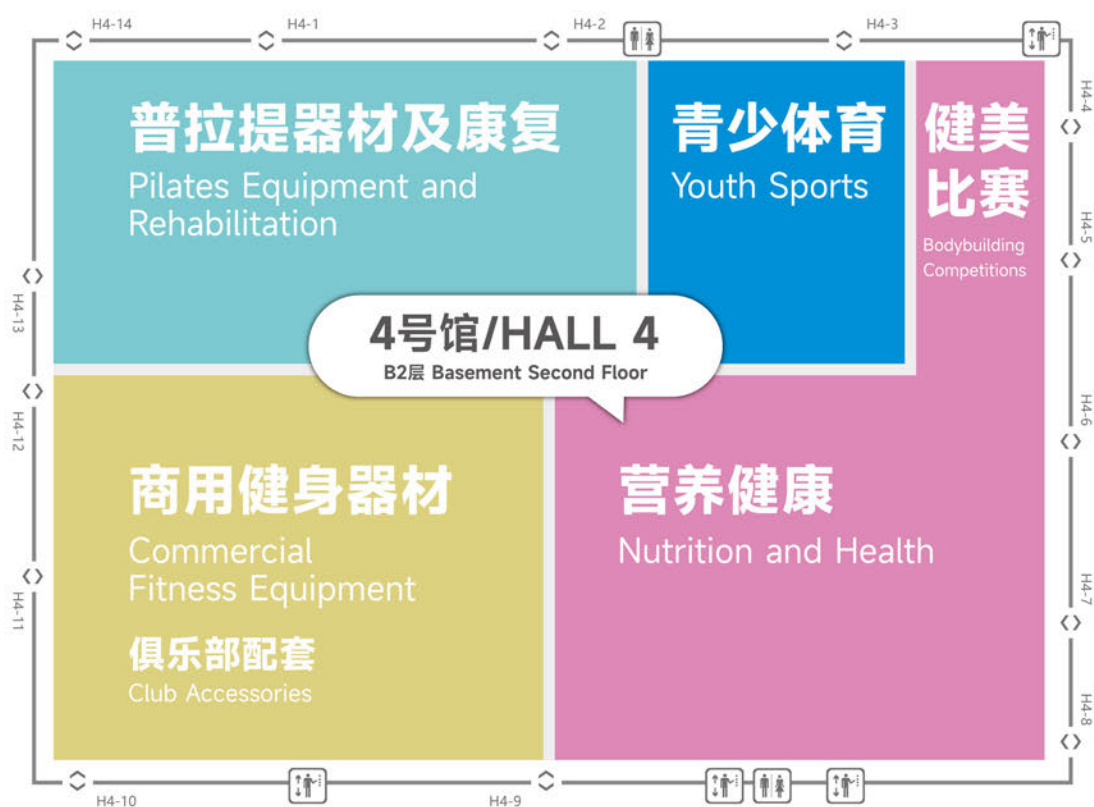 H4-14
H4-1
H4-2
H4-3
普拉提器材及康复
Pilates Equipment and
Rehabilitation
青少体育
Youth Sports
健美
比赛
Bodybuilding
Competitions
H4-4
H4-5
H4-13
4号馆/HALL 4
B2层 Basement Second Floor
H4-12
H4-6
商用健身器材
Commercial
Fitness Equipment
俱乐部配套
Club Accessories
营养健康
Nutrition and Health
H4-11
H4-7
H4-8
H4-10
H4-9